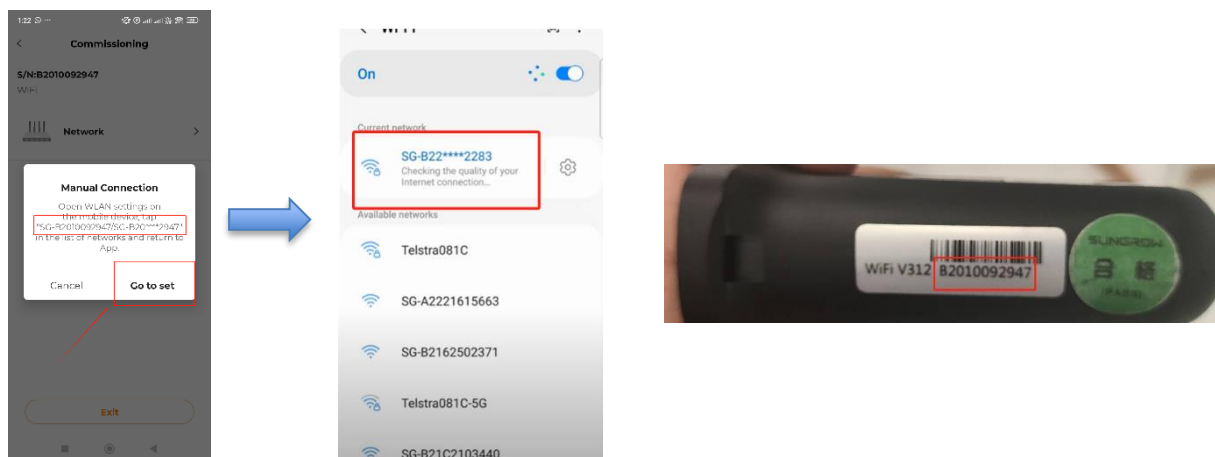 1:22
Commissioning
S/N:B2010092947
WiFi
Network
Manual Connection
Open WLAN settings on
the mobile device, tap
"SG-B2010092947/SG-B20****2947"
in the list of networks and return to
App.
Cancel
Go to set
Exit
On
Current network
SG-B22****2283
Checking the quality of your
Internet connection...
Available networks
Telstra081C
SG-A2221615663
SG-B2162502371
Telstra081C-5G
SG-B21C2103440
WiFi V312 B2010092947
SUNGROW
合格
(PASS)